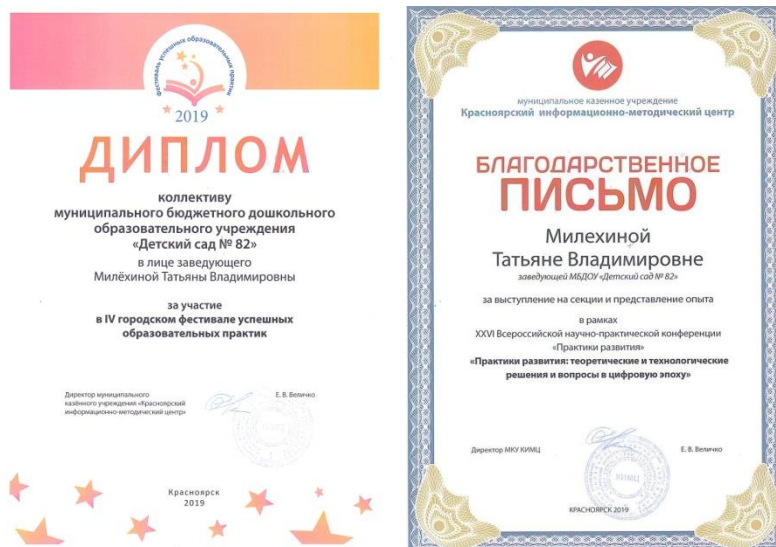 фестиваль успешных образовательных практик
2019
ДИПЛОМ
коллективу
муниципального бюджетного дошкольного
образовательного учреждения
«Детский сад № 82»
в лице заведующего
Милёхиной Татьяны Владимировны
за участие
в IV городском фестивале успешных
образовательных практик
Директор муниципального
казённого учреждения «Красноярский
информационно-методический центр»
Е. В. Величко
Красноярск
2019
муниципальное казенное учреждение
Красноярский информационно-методический центр
БЛАГОДАРСТВЕННОЕ
ПИСЬМО
Милехиной
Татьяне Владимировне
заведующей МБДОУ «Детский сад № 82»
за выступление на секции и представление опыта
в рамках
XXVI Всероссийской научно-практической конференции
«Практики развития»
«Практики развития: теоретические и технологические
решения и вопросы в цифровую эпоху»
Директор МКУ КИМЦ
Е. В. Величко
КРАСНОЯРСК 2019